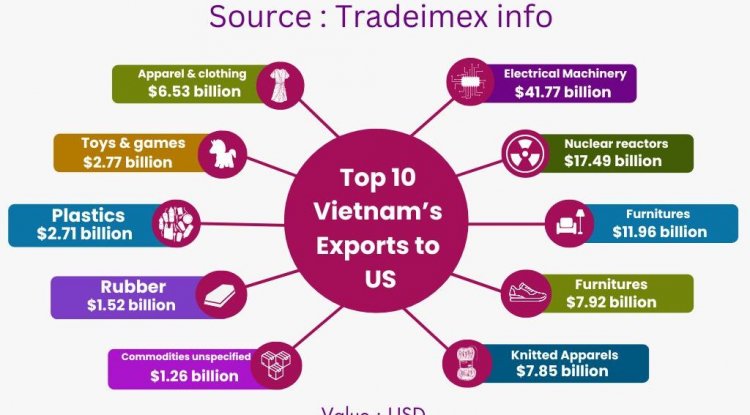 Source : Tradeimex info
Apparel & clothing
$6.53 billion
Electrical Machinery
$41.77 billion
Toys & games
$2.77 billion
Nuclear reactors
$17.49 billion
Top 10
Vietnam's
Exports to
US
Plastics
$2.71 billion
Furnitures
$11.96 billion
Rubber
$1.52 billion
Furnitures
$7.92 billion
Commodities unspecified
$1.26 billion
Knitted Apparels
$7.85 billion
Value : USD